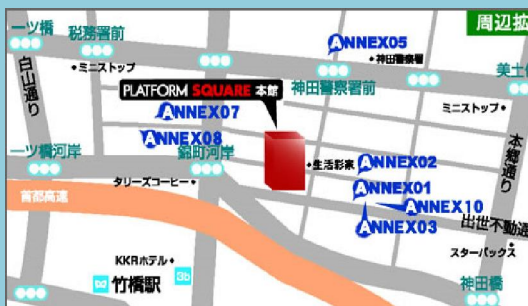 周辺拡
一ツ橋
税務署前
ANNEX05
神田警察署
ミニストップ
白山通り
PLATFORM SQUARE 本館
神田警察署前
美土代
ANNEX07
ミニストップ
ANNEX08
本郷通り
一ツ橋河岸
錦町河岸
生活彩家
ANNEX02
タリーズコーヒー
ANNEX01
首都高速
ANNEX10
出世不動通
ANNEX03
スターバックス
KKRホテル
竹橋駅
3b
神田橋